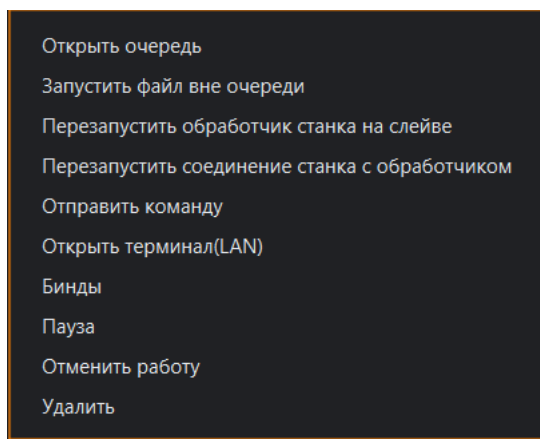 Открыть очередь
Запустить файл вне очереди
Перезапустить обработчик станка на слейве
Перезапустить соединение станка с обработчиком
Отправить команду
Открыть терминал(LAN)
Бинды
Пауза
Отменить работу
Удалить